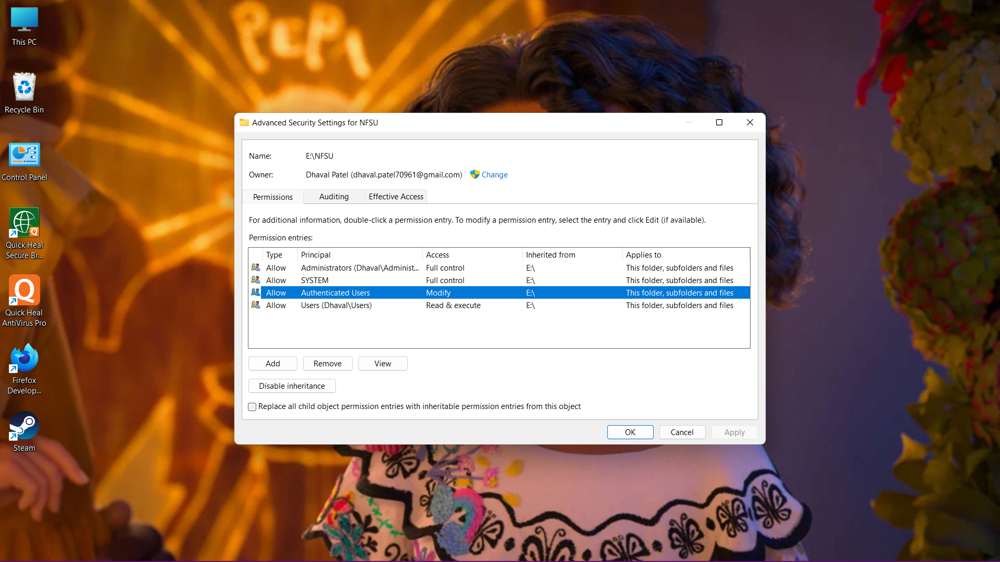 PEPI
This PC
Recycle Bin
Control Panel
Quick Heal
Secure Br...
Quick Heal
AntiVirus Pro
Firefox
Develop...
Steam
Advanced Security Settings for NFSU
Name: E:\NFSU
Owner: Dhaval Patel (dhaval.patel70961@gmail.com) Change
Permissions Auditing Effective Access
For additional information, double-click a permission entry. To modify a permission entry, select the entry and click Edit (if available).
Permission entries:
Type Principal Access Inherited from Applies to
Allow Administrators (Dhaval\Administ... Full control E:\ This folder, subfolders and files
Allow SYSTEM Full control E:\ This folder, subfolders and files
Allow Authenticated Users Modify E:\ This folder, subfolders and files
Allow Users (Dhaval\Users) Read & execute E:\ This folder, subfolders and files
Add Remove View
Disable inheritance
Replace all child object permission entries with inheritable permission entries from this object
OK Cancel Apply